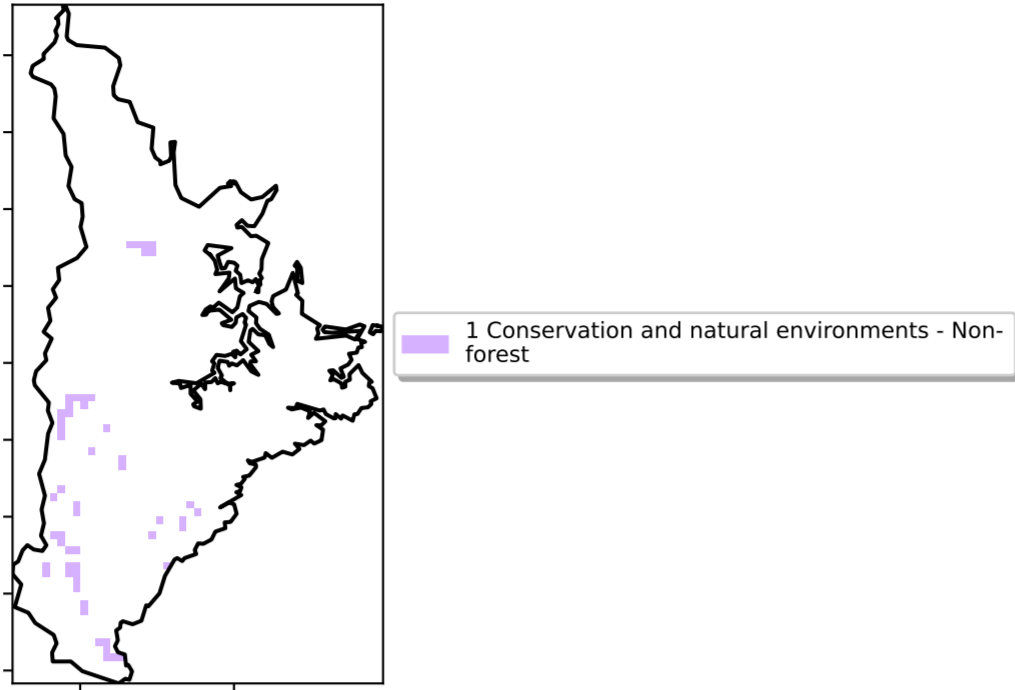 1 Conservation and natural environments - Non-
forest